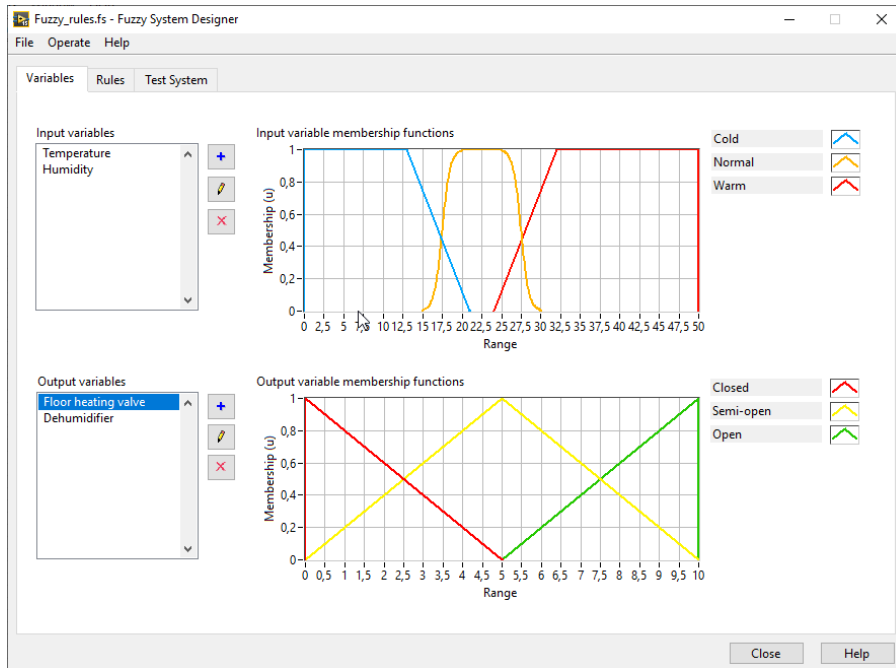 Fuzzy_rules.fs - Fuzzy System Designer
File Operate Help
Variables Rules Test System
Input variables
Temperature
Humidity
Input variable membership functions
Membership (u)
1
0,8
0,6
0,4
0,2
0
0 2,5 5 7,5 10 12,5 15 17,5 20 22,5 25 27,5 30 32,5 35 37,5 40 42,5 45 47,5 50
Range
Cold
Normal
Warm
Output variables
Floor heating valve
Dehumidifier
Output variable membership functions
Membership (u)
1
0,8
0,6
0,4
0,2
0
0 0,5 1 1,5 2 2,5 3 3,5 4 4,5 5 5,5 6 6,5 7 7,5 8 8,5 9 9,5 10
Range
Closed
Semi-open
Open
Close Help